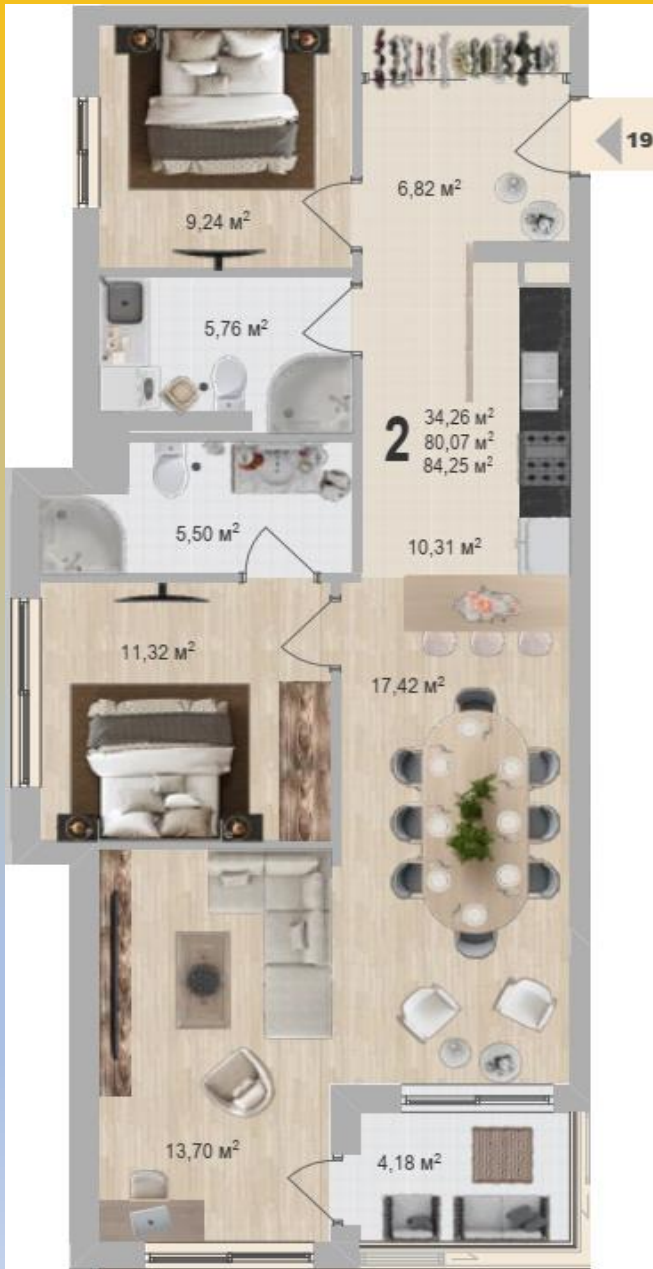 19
6,82 м²
9,24 м²
5,76 м²
2
34,26 м²
80,07 м²
84,25 м²
5,50 м²
10,31 м²
11,32 м²
17,42 м²
13,70 м²
4,18 м²